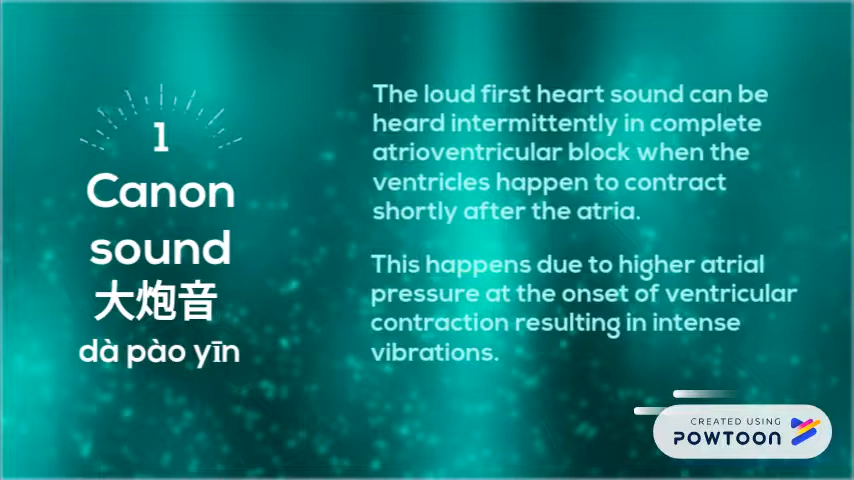 1
Canon
sound
大炮音
dà pào yīn
The loud first heart sound can be
heard intermittently in complete
atrioventricular block when the
ventricles happen to contract
shortly after the atria.
This happens due to higher atrial
pressure at the onset of ventricular
contraction resulting in intense
vibrations.
CREATED USING
POWTOON